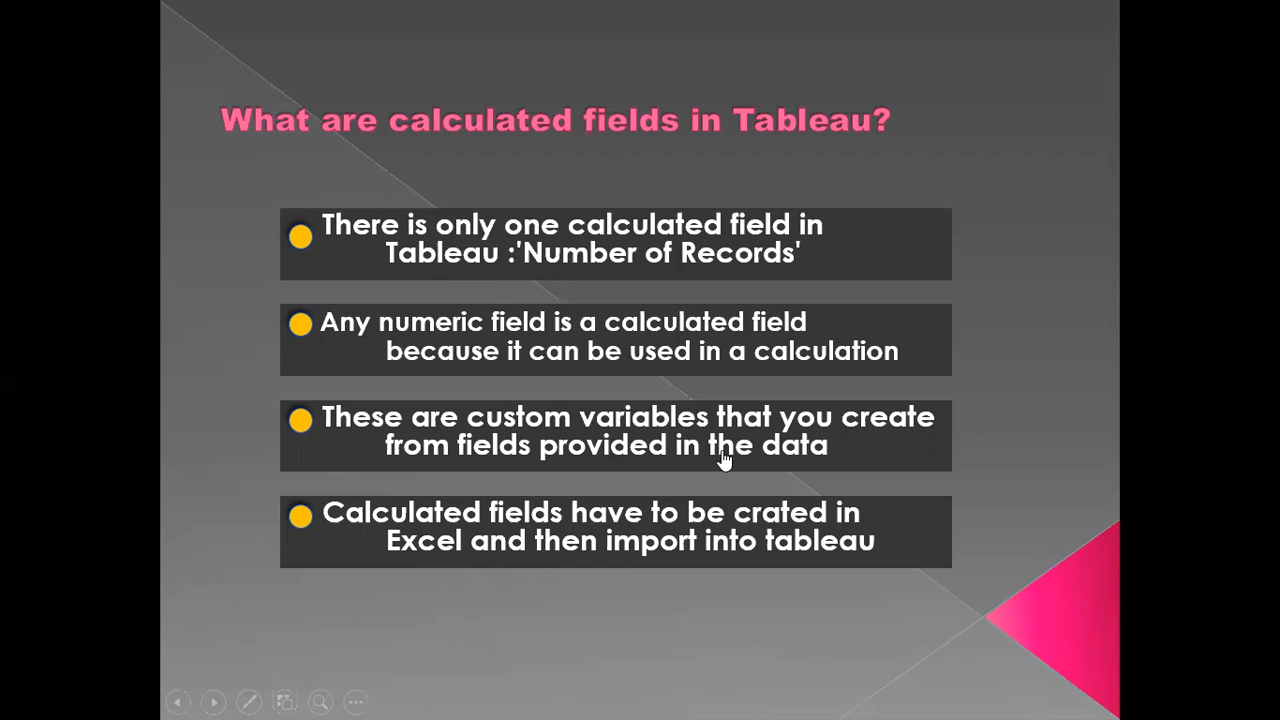 What are calculated fields in Tableau?
There is only one calculated field in
Tableau :'Number of Records'
Any numeric field is a calculated field
because it can be used in a calculation
These are custom variables that you create
from fields provided in the data
Calculated fields have to be crated in
Excel and then import into tableau